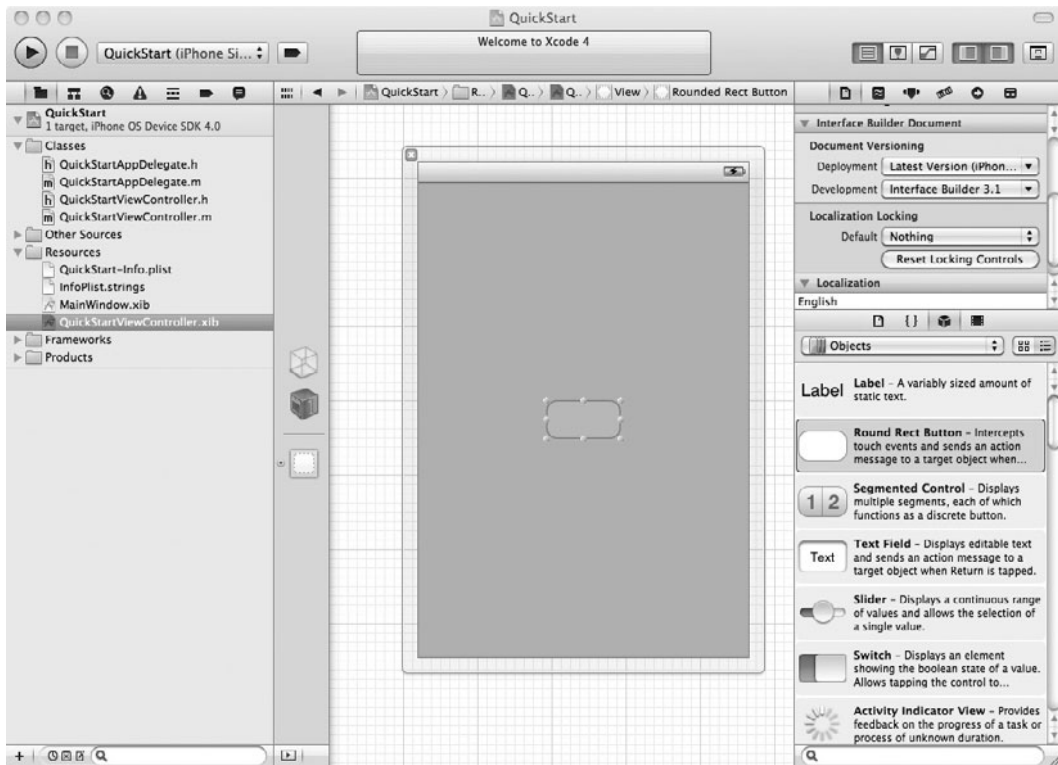 QuickStart
QuickStart (iPhone Si...
Welcome to Xcode 4
QuickStart
R..
Q..
Q..
View
Rounded Rect Button
QuickStart
1 target, iPhone OS Device SDK 4.0
Classes
h QuickStartAppDelegate.h
m QuickStartAppDelegate.m
h QuickStartViewController.h
m QuickStartViewController.m
Other Sources
Resources
QuickStart-Info.plist
InfoPlist.strings
MainWindow.xib
QuickStartViewController.xib
Frameworks
Products
Interface Builder Document
Document Versioning
Deployment Latest Version (iPhon...
Development Interface Builder 3.1
Localization Locking
Default Nothing
Reset Locking Controls
Localization
English
{}
Objects
Label
Label – A variably sized amount of
static text.
Round Rect Button – Intercepts
touch events and sends an action
message to a target object when...
1 2
Segmented Control – Displays
multiple segments, each of which
functions as a discrete button.
Text
Text Field – Displays editable text
and sends an action message to a
target object when Return is tapped.
Slider – Displays a continuous range
of values and allows the selection of
a single value.
Switch – Displays an element
showing the boolean state of a value.
Allows tapping the control to...
Activity Indicator View – Provides
feedback on the progress of a task or
process of unknown duration.